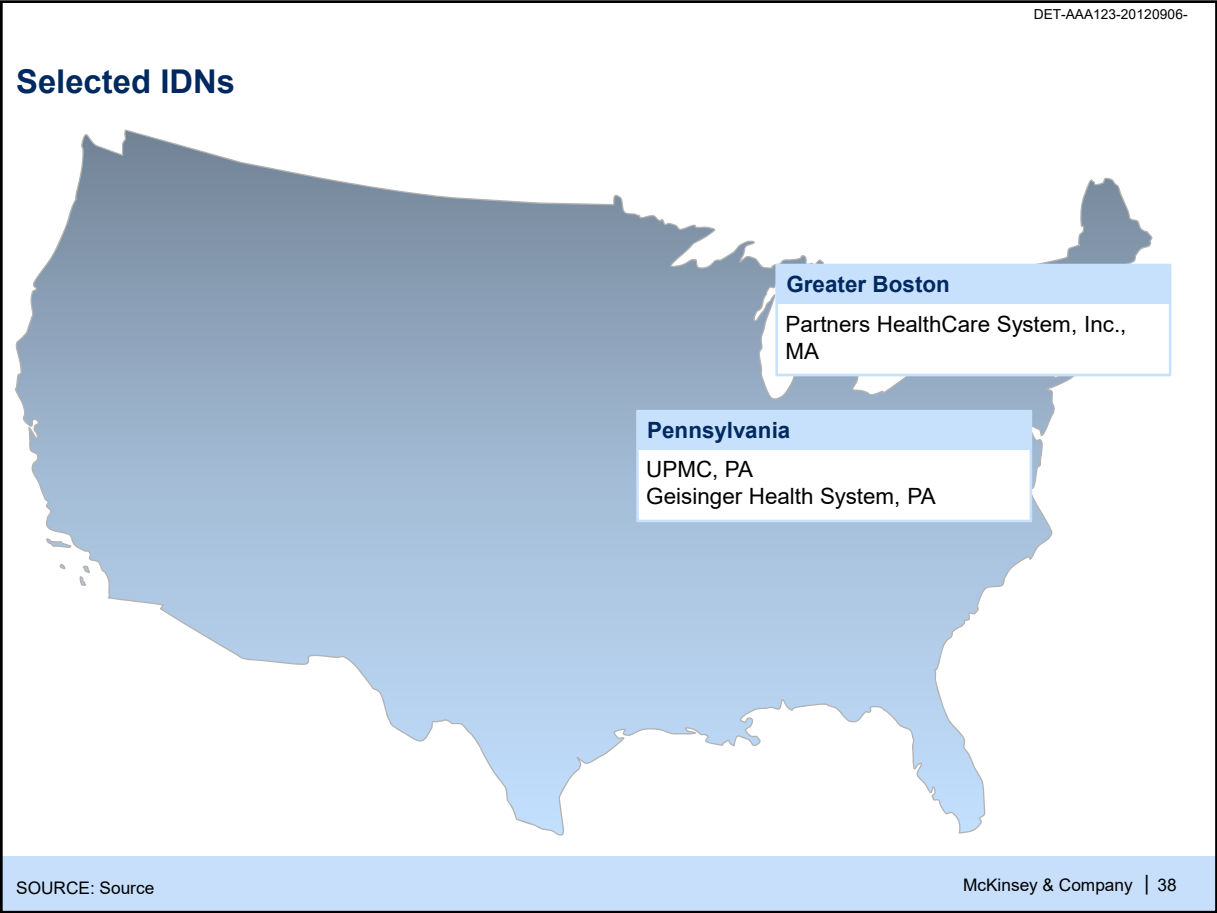 DET-AAA123-20120906-
Selected IDNs
Greater Boston
Partners HealthCare System, Inc.,
MA
Pennsylvania
UPMC, PA
Geisinger Health System, PA
SOURCE: Source
McKinsey & Company | 38